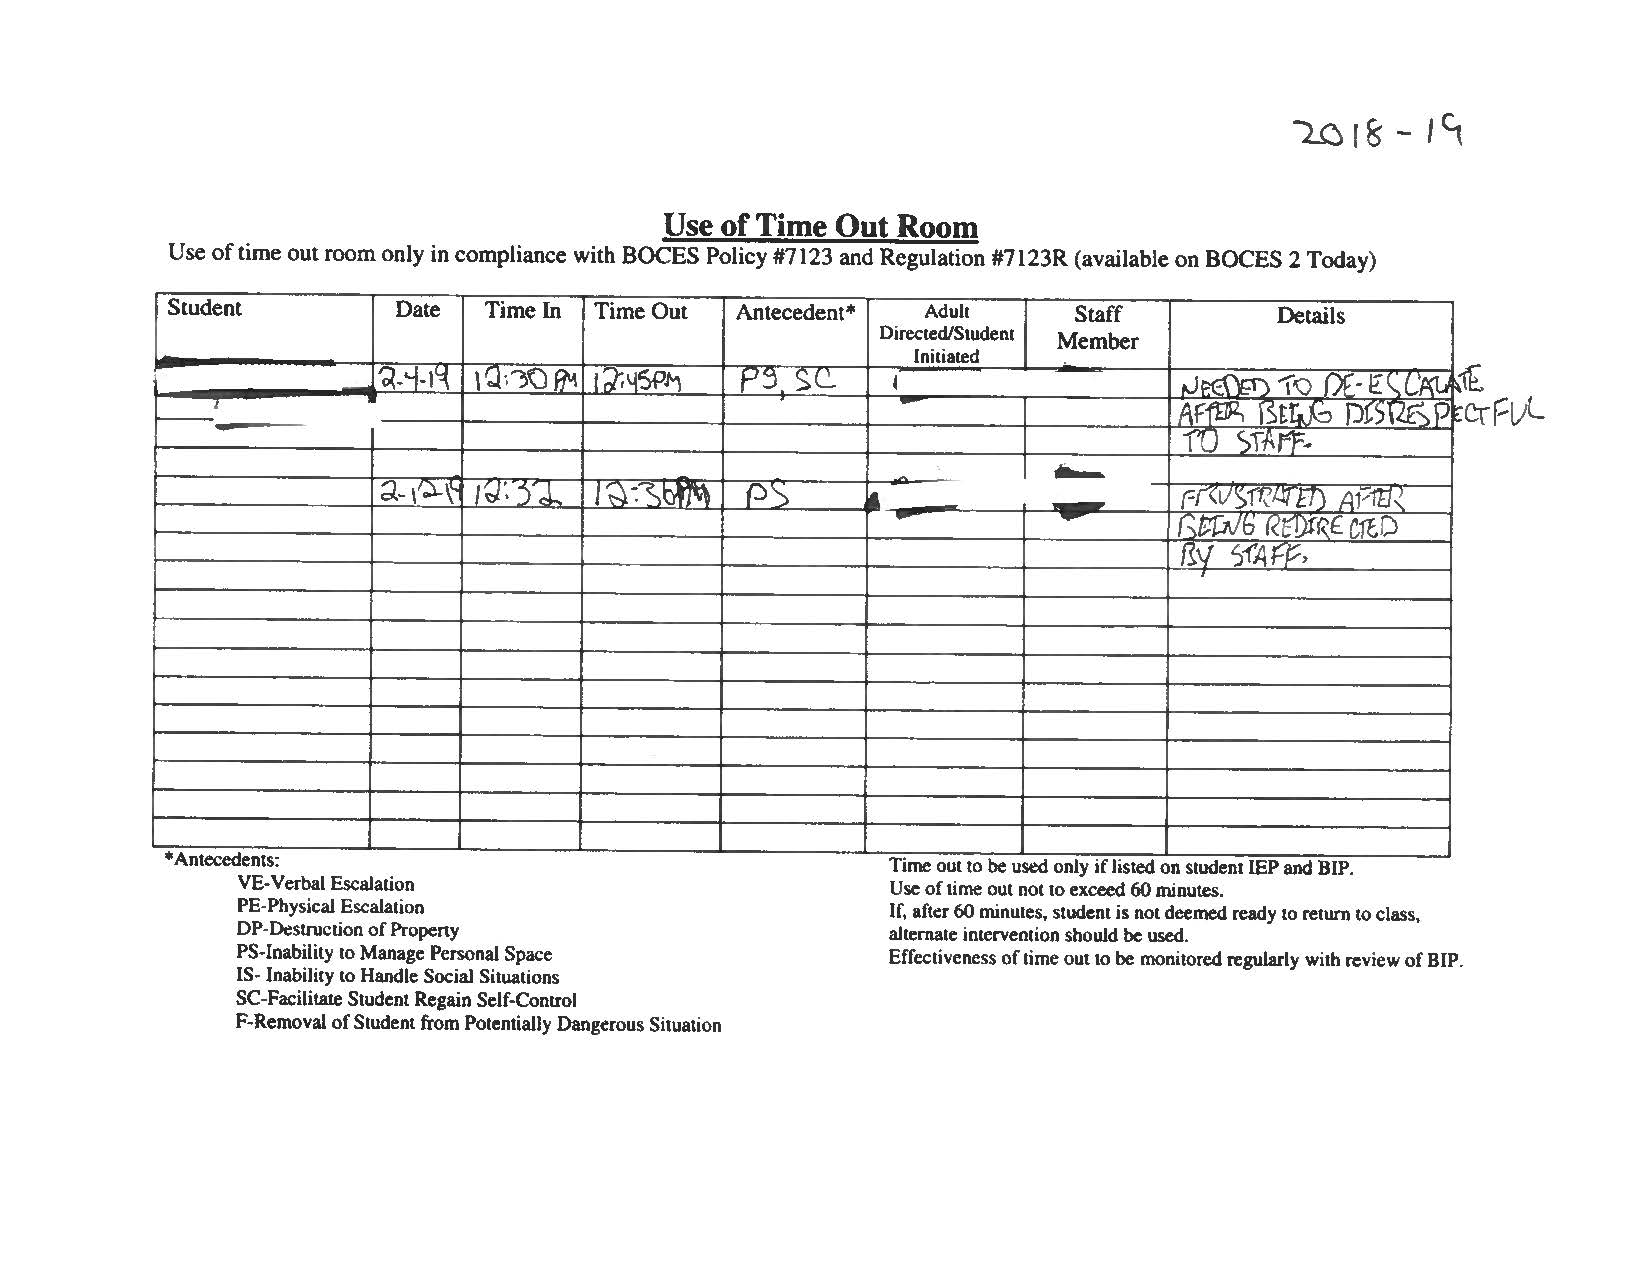 2018-19
Use of Time Out Room
Use of time out room only in compliance with BOCES Policy #7123 and Regulation #7123R (available on BOCES 2 Today)
Student Date Time In Time Out Antecedent* Adult Directed/Student Initiated Staff Member Details
2-4-19 12:30 PM 12:45PM PS, SC NEEDED TO DE-ESCALATE
AFTER BEING DISRESPECTFUL
TO STAFF.
2-12-19 12:32 12:36PM PS FRUSTRATED AFTER
BEING REDIRECTED
BY STAFF.
*Antecedents:
VE-Verbal Escalation
PE-Physical Escalation
DP-Destruction of Property
PS-Inability to Manage Personal Space
IS- Inability to Handle Social Situations
SC-Facilitate Student Regain Self-Control
F-Removal of Student from Potentially Dangerous Situation
Time out to be used only if listed on student IEP and BIP.
Use of time out not to exceed 60 minutes.
If, after 60 minutes, student is not deemed ready to return to class,
alternate intervention should be used.
Effectiveness of time out to be monitored regularly with review of BIP.